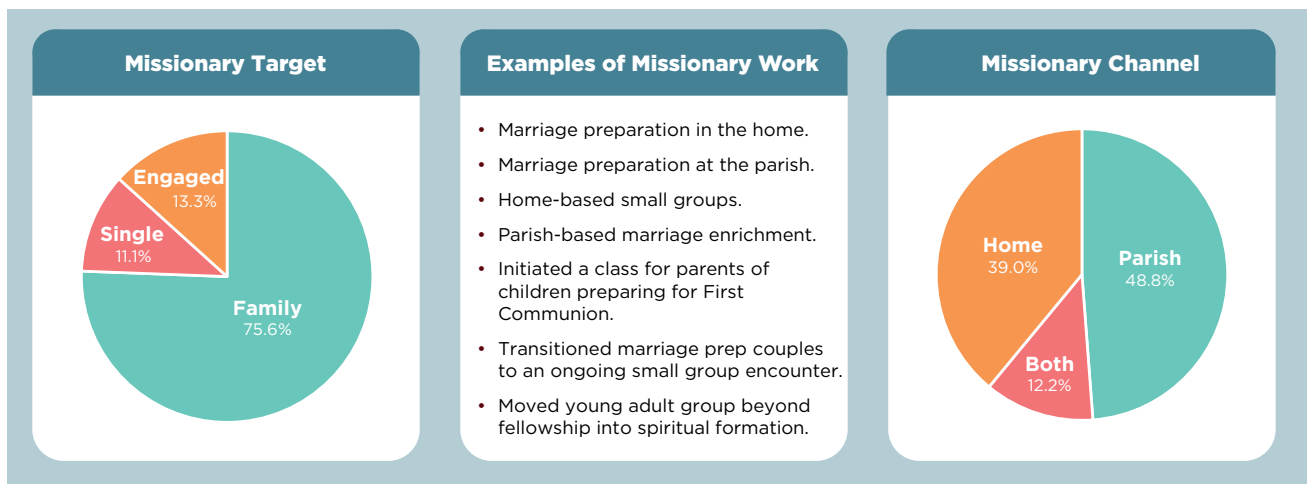 Missionary Target
Engaged
13.3%
Single
11.1%
Family
75.6%
Examples of Missionary Work
• Marriage preparation in the home.
• Marriage preparation at the parish.
• Home-based small groups.
• Parish-based marriage enrichment.
• Initiated a class for parents of
children preparing for First
Communion.
• Transitioned marriage prep couples
to an ongoing small group encounter.
• Moved young adult group beyond
fellowship into spiritual formation.
Missionary Channel
Home
39.0%
Parish
48.8%
Both
12.2%